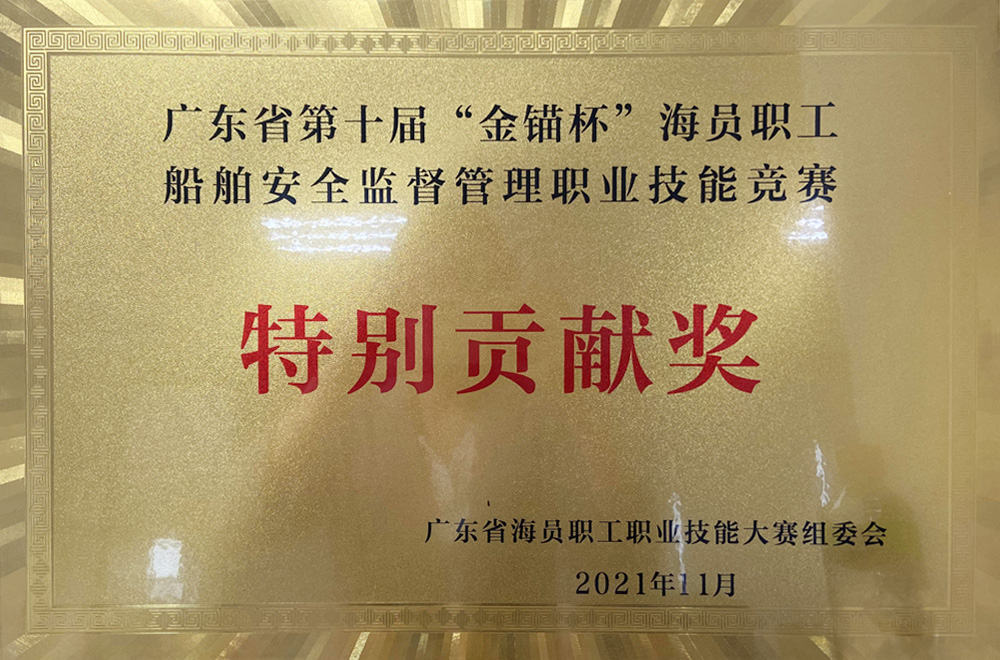 广东省第十届“金锚杯”海员职工
船舶安全监督管理职业技能竞赛
特别贡献奖
广东省海员职工职业技能大赛组委会
2021年11月